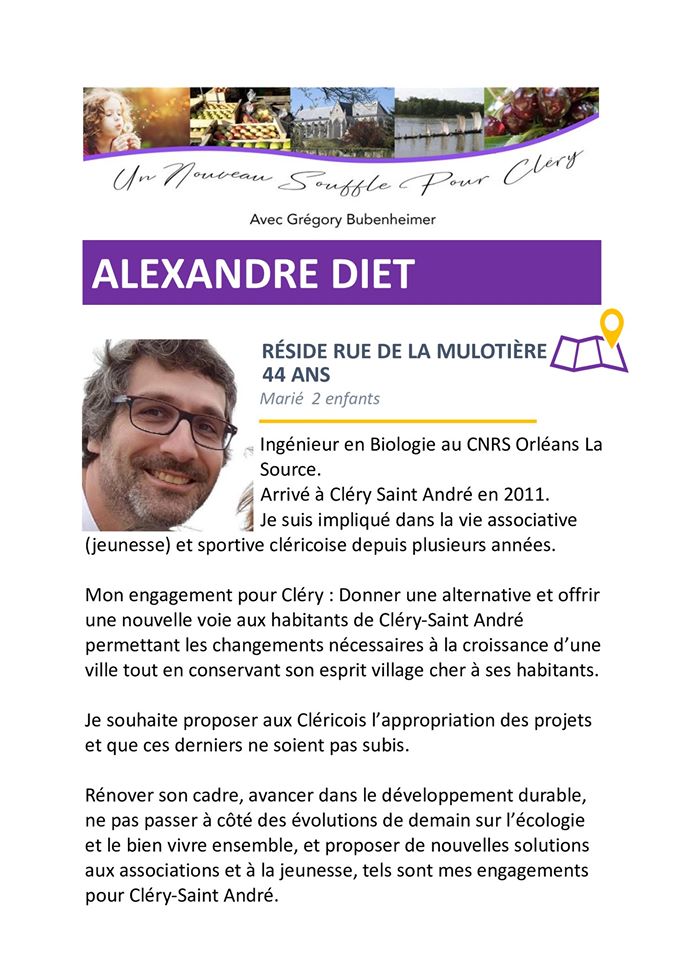 Un Nouveau Souffle Pour Cléry
Avec Grégory Bubenheimer
ALEXANDRE DIET
RÉSIDE RUE DE LA MULOTIÈRE
44 ANS
Marié 2 enfants
Ingénieur en Biologie au CNRS Orléans La
Source.
Arrivé à Cléry Saint André en 2011.
Je suis impliqué dans la vie associative
(jeunesse) et sportive cléricoise depuis plusieurs années.
Mon engagement pour Cléry : Donner une alternative et offrir
une nouvelle voie aux habitants de Cléry-Saint André
permettant les changements nécessaires à la croissance d’une
ville tout en conservant son esprit village cher à ses habitants.
Je souhaite proposer aux Cléricois l’appropriation des projets
et que ces derniers ne soient pas subis.
Rénover son cadre, avancer dans le développement durable,
ne pas passer à côté des évolutions de demain sur l’écologie
et le bien vivre ensemble, et proposer de nouvelles solutions
aux associations et à la jeunesse, tels sont mes engagements
pour Cléry-Saint André.